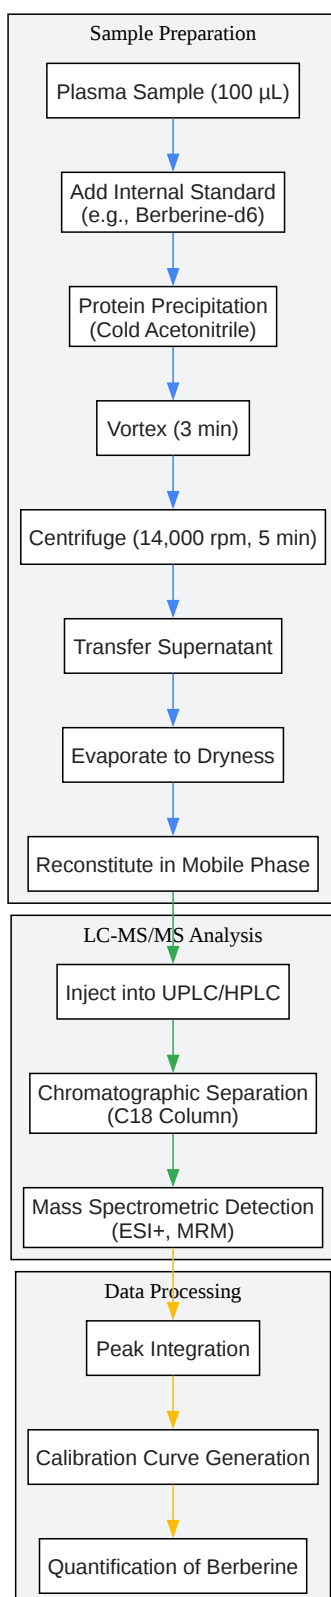 Sample Preparation
Plasma Sample (100 µL)
Add Internal Standard
(e.g., Berberine-d6)
Protein Precipitation
(Cold Acetonitrile)
Vortex (3 min)
Centrifuge (14,000 rpm, 5 min)
Transfer Supernatant
Evaporate to Dryness
Reconstitute in Mobile Phase
LC-MS/MS Analysis
Inject into UPLC/HPLC
Chromatographic Separation
(C18 Column)
Mass Spectrometric Detection
(ESI+, MRM)
Data Processing
Peak Integration
Calibration Curve Generation
Quantification of Berberine